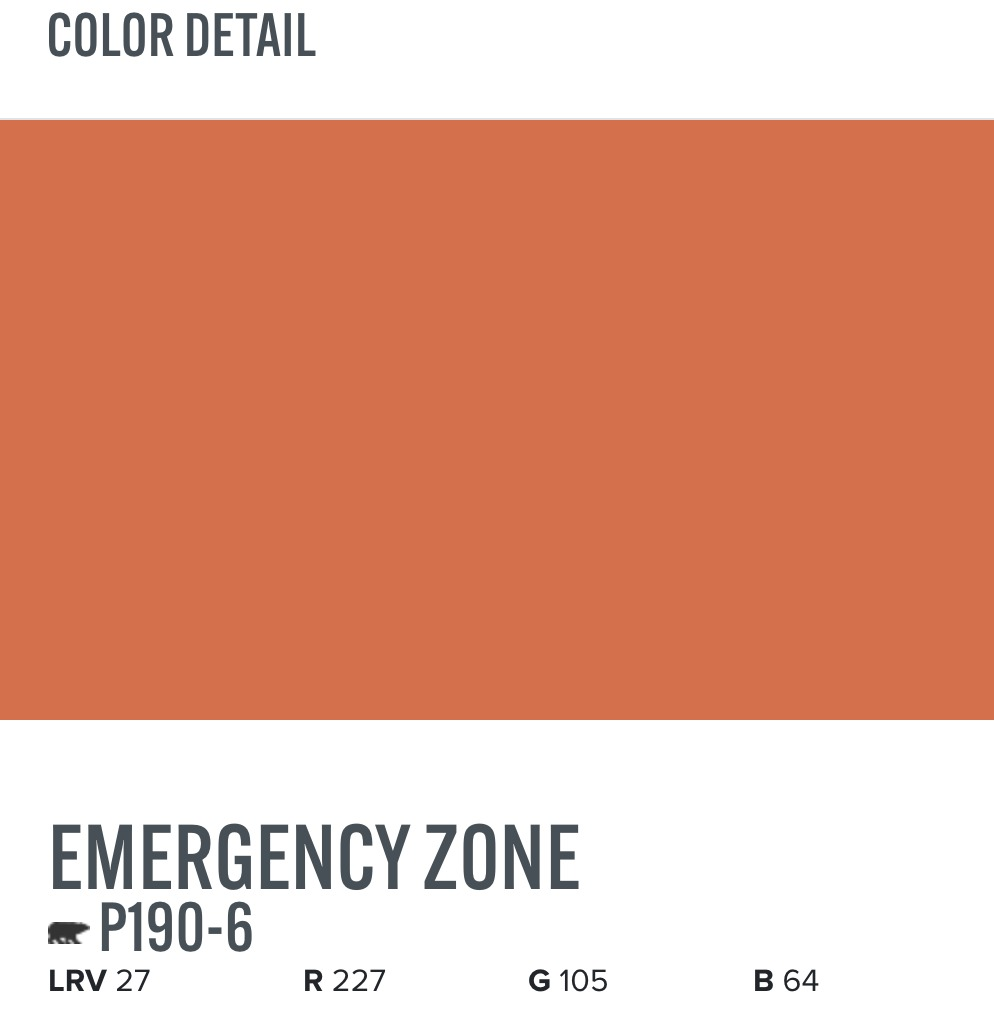 COLOR DETAIL
EMERGENCY ZONE
P190-6
LRV 27 R 227 G 105 B 64